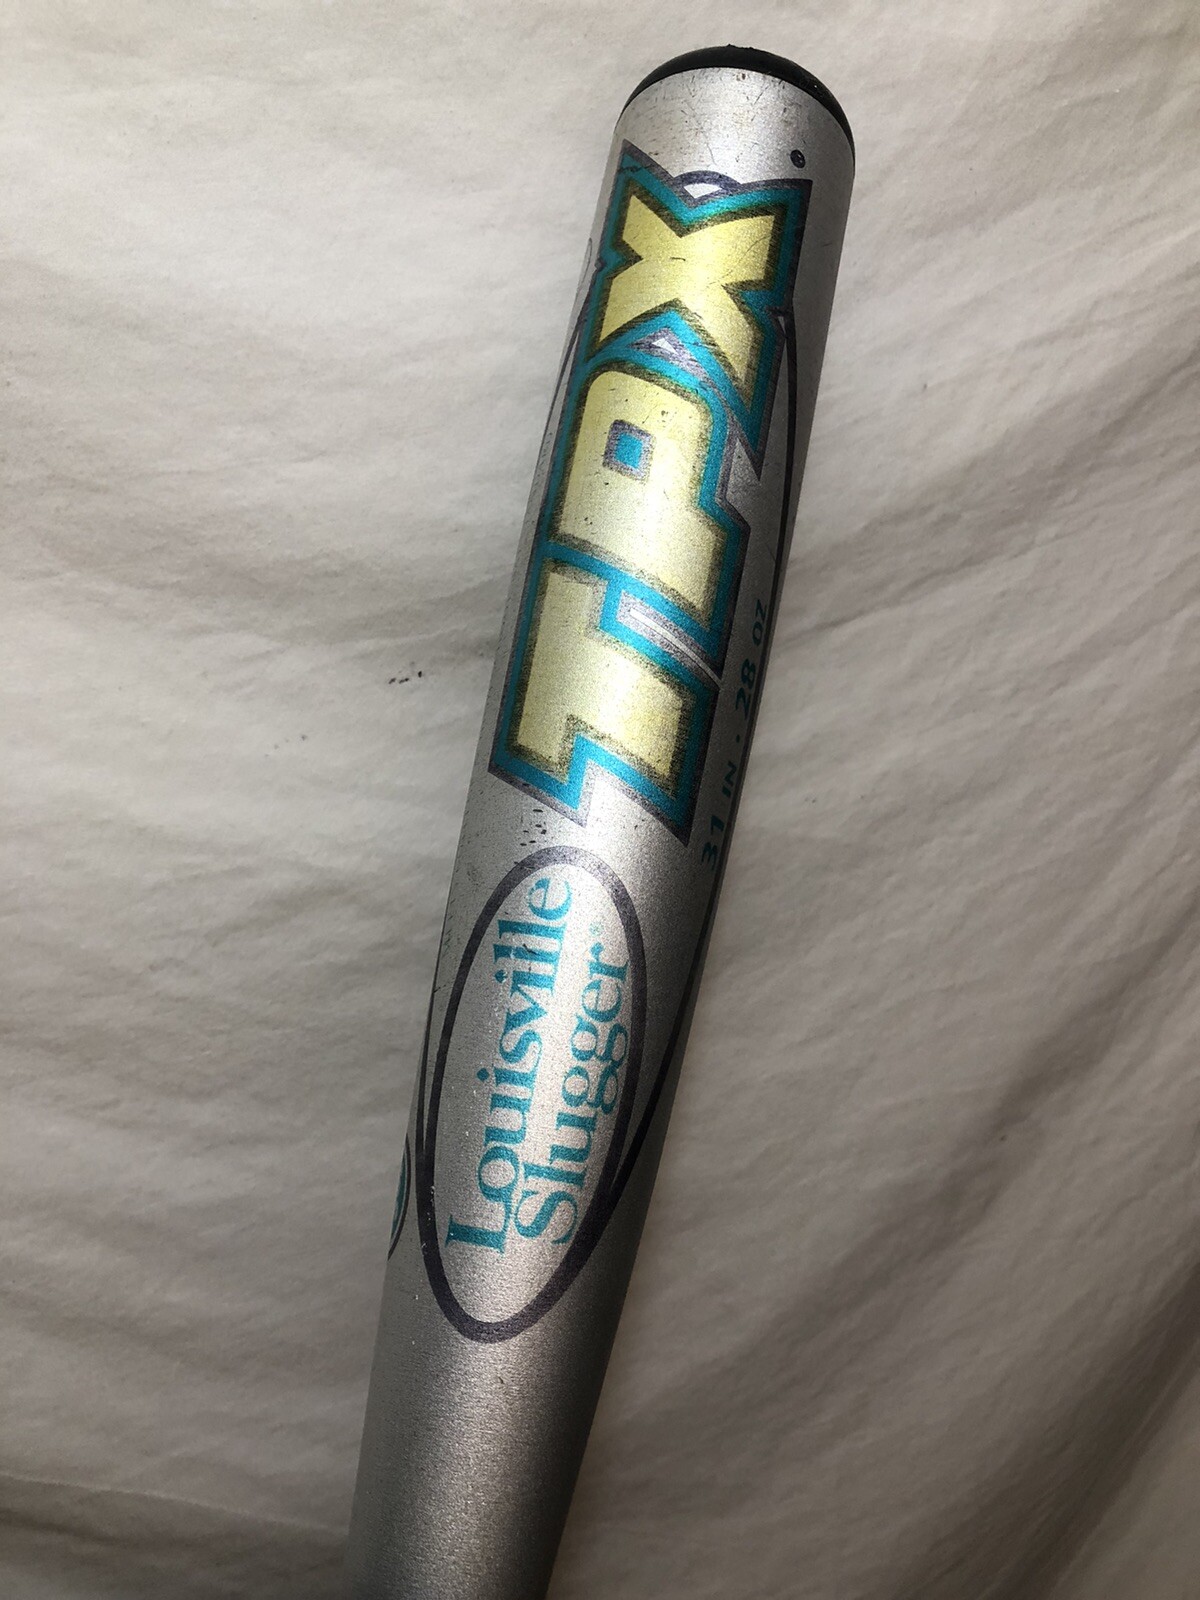 TPX
31 IN • 28 OZ
Louisville
Slugger®